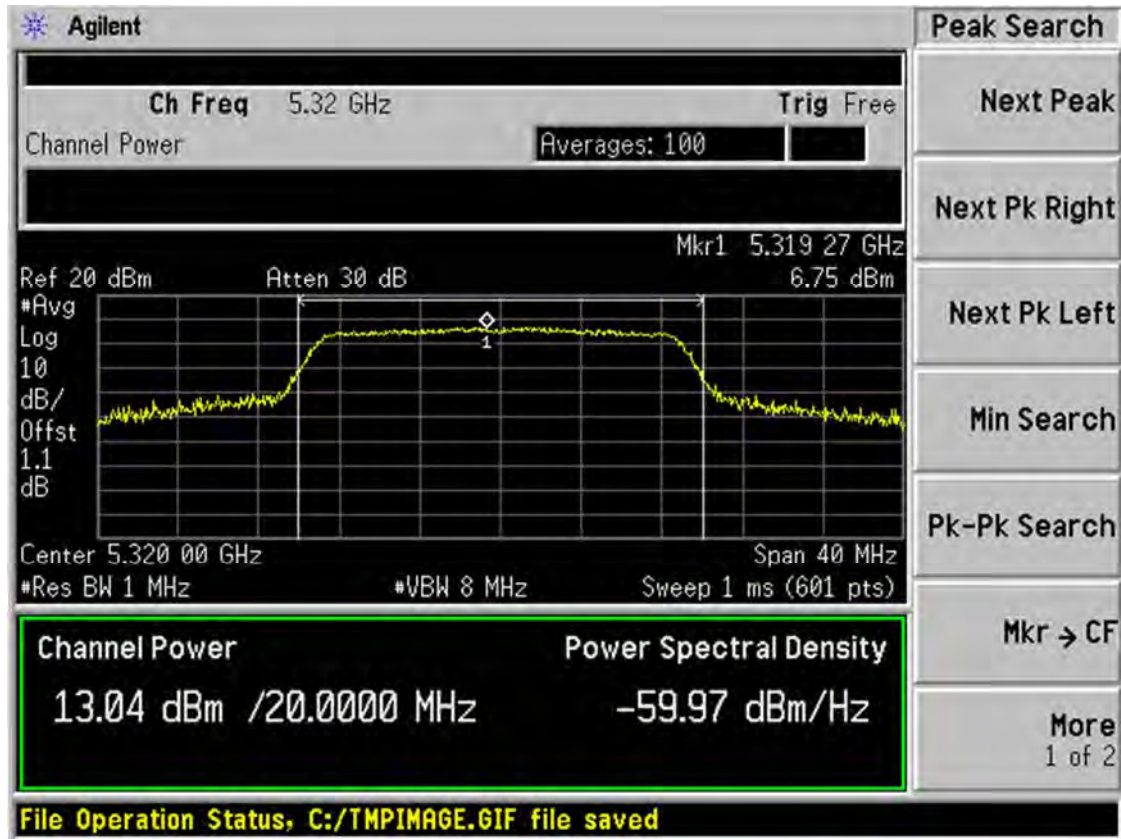 Agilent
Peak Search
Ch Freq 5.32 GHz Trig Free
Channel Power Averages: 100
Next Peak
Next Pk Right
Mkr1 5.319 27 GHz
Ref 20 dBm Atten 30 dB 6.75 dBm
#Avg
Log
10
dB/
Offst
1.1
dB
1
Next Pk Left
Min Search
Pk-Pk Search
Center 5.320 00 GHz Span 40 MHz
#Res BW 1 MHz #VBW 8 MHz Sweep 1 ms (601 pts)
Channel Power Power Spectral Density
13.04 dBm /20.0000 MHz -59.97 dBm/Hz
Mkr → CF
More
1 of 2
File Operation Status, C:/TMPIMAGE.GIF file saved